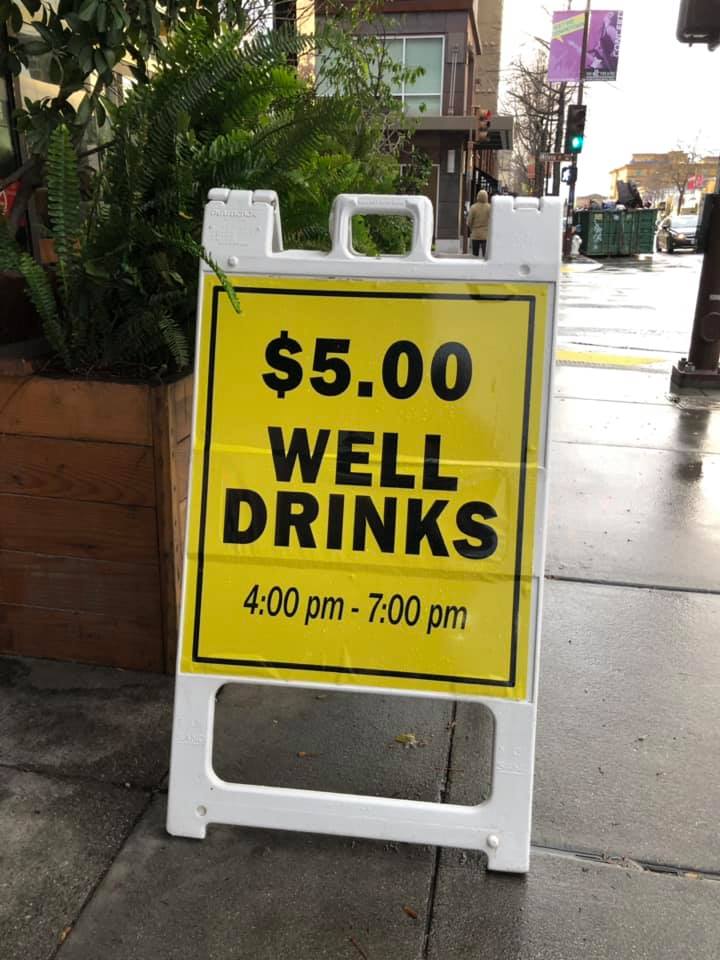 $5.00
WELL
DRINKS
4:00 pm - 7:00 pm